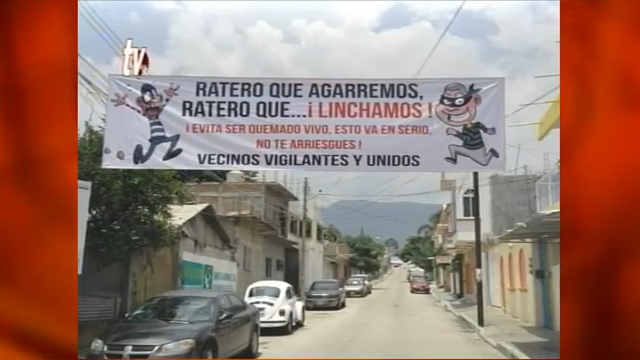 tv
RATERO QUE AGARREMOS,
RATERO QUE...¡ LINCHAMOS !
¡ EVITA SER QUEMADO VIVO, ESTO VA EN SERIO,
NO TE ARRIESGUES !
VECINOS VIGILANTES Y UNIDOS